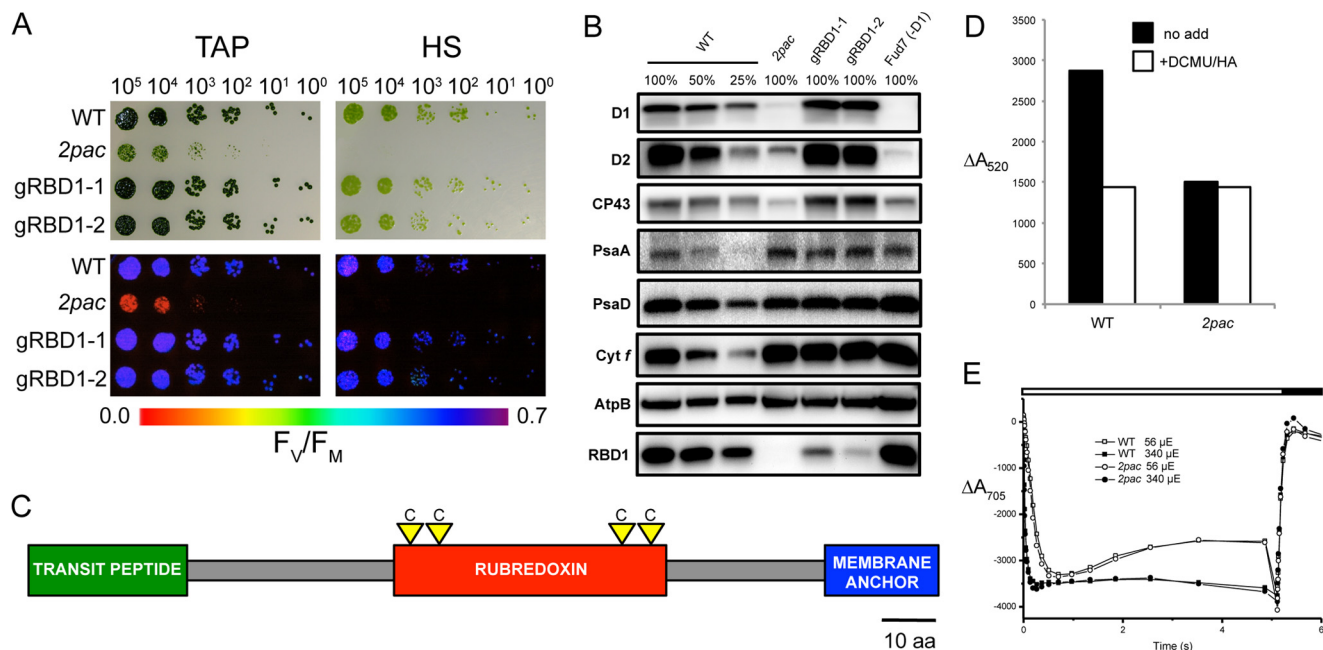 A
TAP HS
10⁵ 10⁴ 10³ 10² 10¹ 10⁰ 10⁵ 10⁴ 10³ 10² 10¹ 10⁰
WT
2pac
gRBD1-1
gRBD1-2
WT
2pac
gRBD1-1
gRBD1-2
0.0 0.7
F_V/F_M
B
WT 2pac gRBD1-1 gRBD1-2 Fud7 (-D1)
100% 50% 25% 100% 100% 100% 100%
D1
D2
CP43
PsaA
PsaD
Cyt f
AtpB
RBD1
C
C C C C
TRANSIT PEPTIDE RUBREDOXIN MEMBRANE ANCHOR
10 aa
D
no add
+DCMU/HA
ΔA₅₂₀
3500
3000
2500
2000
1500
1000
500
0
WT 2pac
E
WT 56 µE
WT 340 µE
2pac 56 µE
2pac 340 µE
ΔA₇₀₅
0
-1000
-2000
-3000
-4000
0 2 4 6
Time (s)